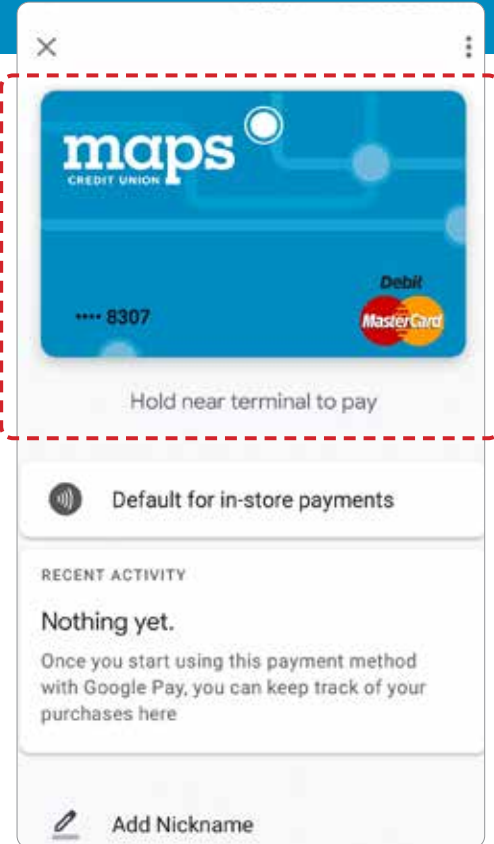 maps
CREDIT UNION
Debit
•••• 8307
MasterCard
Hold near terminal to pay
Default for in-store payments
RECENT ACTIVITY
Nothing yet.
Once you start using this payment method
with Google Pay, you can keep track of your
purchases here
Add Nickname